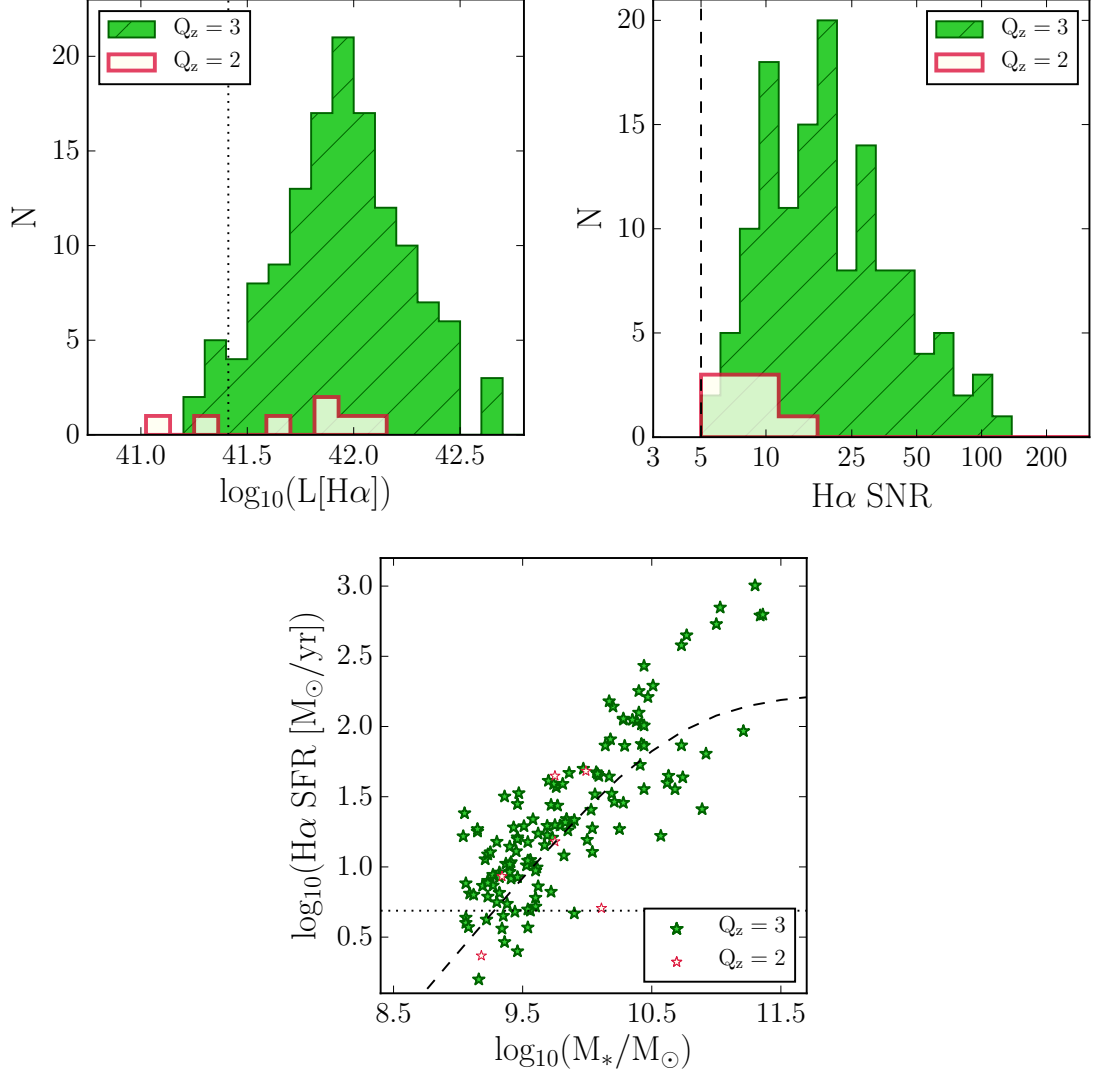 Q_z = 3
Q_z = 2
N
20
15
10
5
0
41.0 41.5 42.0 42.5
log₁₀(L[Hα])
Q_z = 3
Q_z = 2
N
20
15
10
5
0
3 5 10 25 50 100 200
Hα SNR
log₁₀(Hα SFR [M☉/yr])
3.0
2.5
2.0
1.5
1.0
0.5
Q_z = 3
Q_z = 2
8.5 9.5 10.5 11.5
log₁₀(M*/M☉)